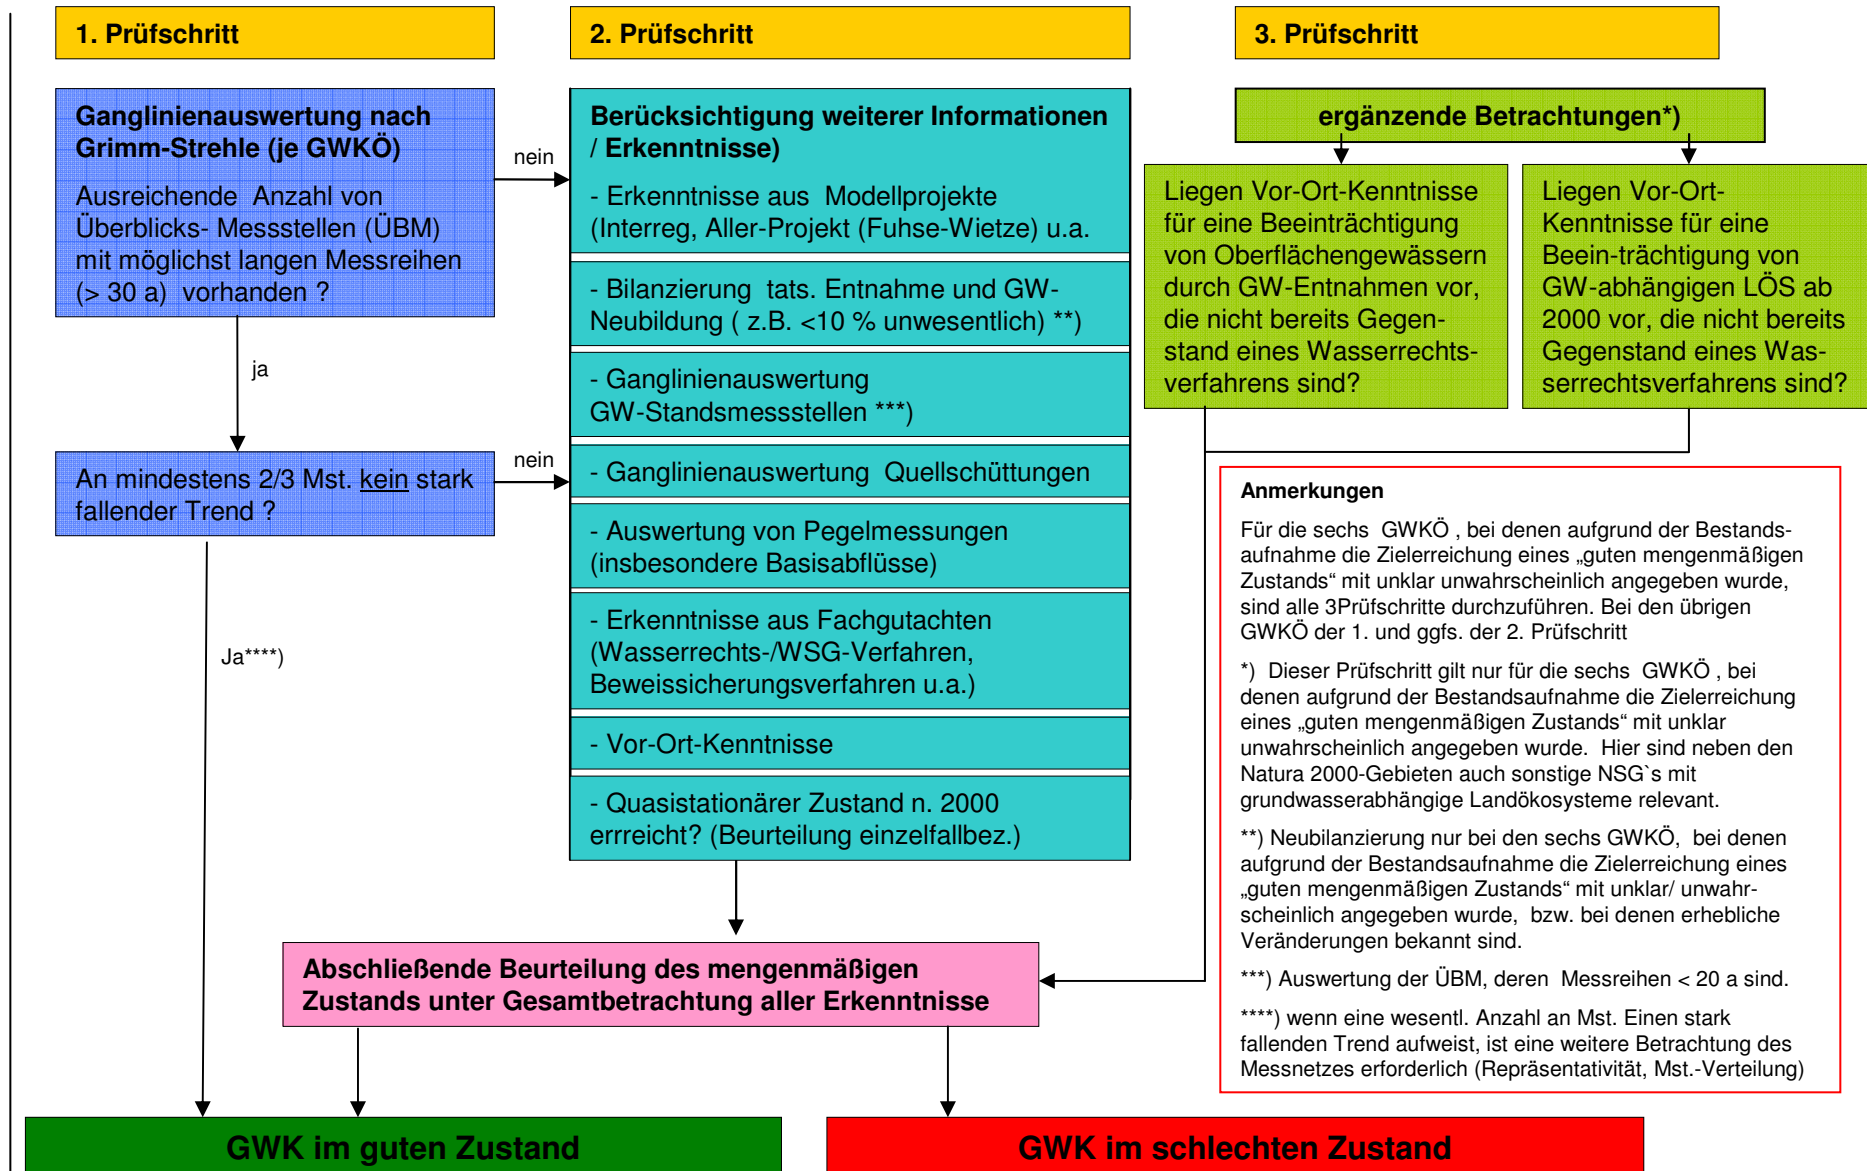 1. Prüfschritt
Ganglinienauswertung nach
Grimm-Strehle (je GWKÖ)
Ausreichende Anzahl von
Überblicks- Messstellen (ÜBM)
mit möglichst langen Messreihen
(> 30 a) vorhanden ?
nein
ja
An mindestens 2/3 Mst. kein stark
fallender Trend ?
nein
Ja****)
2. Prüfschritt
Berücksichtigung weiterer Informationen
/ Erkenntnisse)
- Erkenntnisse aus Modellprojekte
(Interreg, Aller-Projekt (Fuhse-Wietze) u.a.
- Bilanzierung tats. Entnahme und GW-
Neubildung ( z.B. <10 % unwesentlich) **)
- Ganglinienauswertung
GW-Standsmessstellen ***)
- Ganglinienauswertung Quellschüttungen
- Auswertung von Pegelmessungen
(insbesondere Basisabflüsse)
- Erkenntnisse aus Fachgutachten
(Wasserrechts-/WSG-Verfahren,
Beweissicherungsverfahren u.a.)
- Vor-Ort-Kenntnisse
- Quasistationärer Zustand n. 2000
errreicht? (Beurteilung einzelfallbez.)
3. Prüfschritt
ergänzende Betrachtungen*)
Liegen Vor-Ort-Kenntnisse
für eine Beeinträchtigung
von Oberflächengewässern
durch GW-Entnahmen vor,
die nicht bereits Gegen-
stand eines Wasserrechts-
verfahrens sind?
Liegen Vor-Ort-
Kenntnisse für eine
Beein-trächtigung von
GW-abhängigen LÖS ab
2000 vor, die nicht bereits
Gegenstand eines Was-
serrechtsverfahrens sind?
Anmerkungen
Für die sechs GWKÖ , bei denen aufgrund der Bestands-
aufnahme die Zielerreichung eines „guten mengenmäßigen
Zustands“ mit unklar unwahrscheinlich angegeben wurde,
sind alle 3Prüfschritte durchzuführen. Bei den übrigen
GWKÖ der 1. und ggfs. der 2. Prüfschritt
*) Dieser Prüfschritt gilt nur für die sechs GWKÖ , bei
denen aufgrund der Bestandsaufnahme die Zielerreichung
eines „guten mengenmäßigen Zustands“ mit unklar
unwahrscheinlich angegeben wurde. Hier sind neben den
Natura 2000-Gebieten auch sonstige NSG`s mit
grundwasserabhängige Landökosysteme relevant.
**) Neubilanzierung nur bei den sechs GWKÖ, bei denen
aufgrund der Bestandsaufnahme die Zielerreichung eines
„guten mengenmäßigen Zustands“ mit unklar/ unwahr-
scheinlich angegeben wurde, bzw. bei denen erhebliche
Veränderungen bekannt sind.
***) Auswertung der ÜBM, deren Messreihen < 20 a sind.
****) wenn eine wesentl. Anzahl an Mst. Einen stark
fallenden Trend aufweist, ist eine weitere Betrachtung des
Messnetzes erforderlich (Repräsentativität, Mst.-Verteilung)
Abschließende Beurteilung des mengenmäßigen
Zustands unter Gesamtbetrachtung aller Erkenntnisse
GWK im guten Zustand
GWK im schlechten Zustand